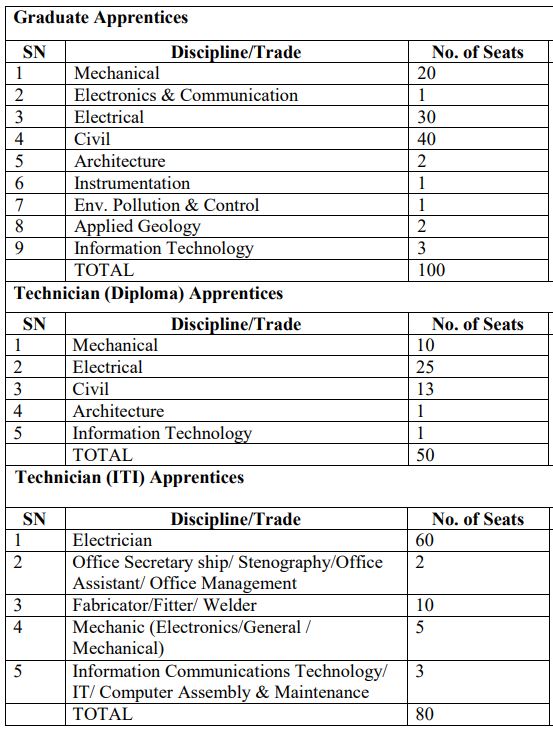 Graduate Apprentices
SN Discipline/Trade No. of Seats
1 Mechanical 20
2 Electronics & Communication 1
3 Electrical 30
4 Civil 40
5 Architecture 2
6 Instrumentation 1
7 Env. Pollution & Control 1
8 Applied Geology 2
9 Information Technology 3
TOTAL 100
Technician (Diploma) Apprentices
SN Discipline/Trade No. of Seats
1 Mechanical 10
2 Electrical 25
3 Civil 13
4 Architecture 1
5 Information Technology 1
TOTAL 50
Technician (ITI) Apprentices
SN Discipline/Trade No. of Seats
1 Electrician 60
2 Office Secretary ship/ Stenography/Office 2
Assistant/ Office Management
3 Fabricator/Fitter/ Welder 10
4 Mechanic (Electronics/General / 5
Mechanical)
5 Information Communications Technology/ 3
IT/ Computer Assembly & Maintenance
TOTAL 80